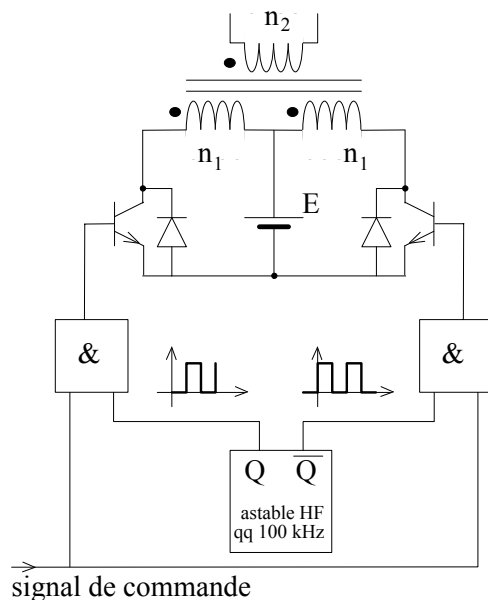 n2
n1
n1
E
&
&
Q
Q̅
astable HF
qq 100 kHz
signal de commande